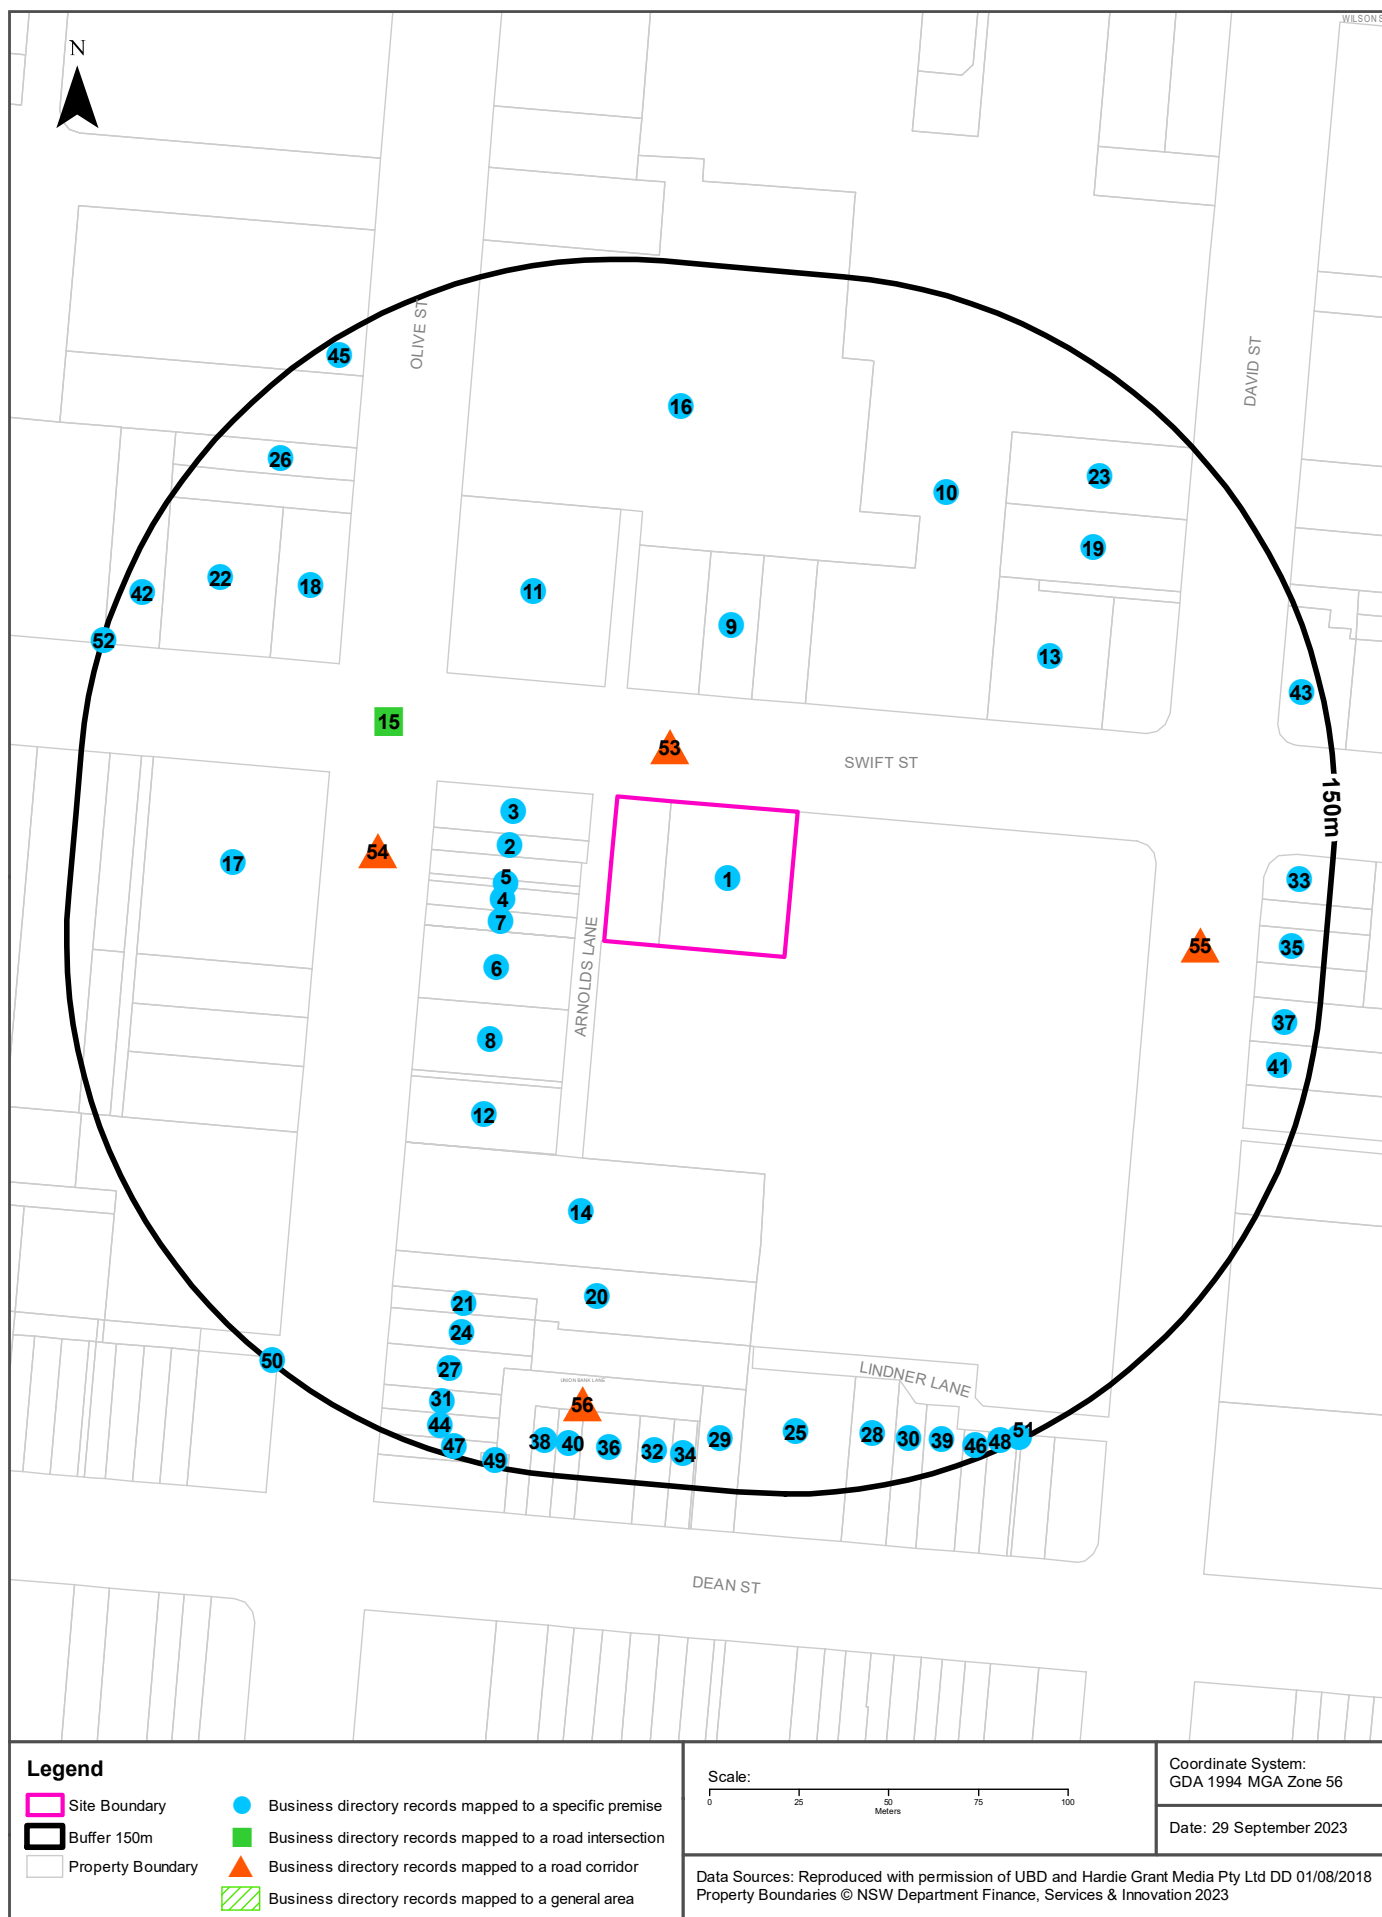 WILSON S
N
45
OLIVE ST
DAVID ST
16
26
23
10
19
22
18
42
11
9
52
13
43
15
53
SWIFT ST
150m
3
2
54
17
5
1
33
4
7
ARNOLDS LANE
55
35
6
37
8
41
12
14
20
21
24
50
27
LINDNER LANE
UNION BANK LANE
31
56
44
25
28
51
29
30
39
48
38
40
46
47
36
32
34
49
DEAN ST
Legend
Site Boundary
Buffer 150m
Property Boundary
Business directory records mapped to a specific premise
Business directory records mapped to a road intersection
Business directory records mapped to a road corridor
Business directory records mapped to a general area
Scale:
0 25 50 75 100
Meters
Coordinate System:
GDA 1994 MGA Zone 56
Date: 29 September 2023
Data Sources: Reproduced with permission of UBD and Hardie Grant Media Pty Ltd DD 01/08/2018
Property Boundaries © NSW Department Finance, Services & Innovation 2023